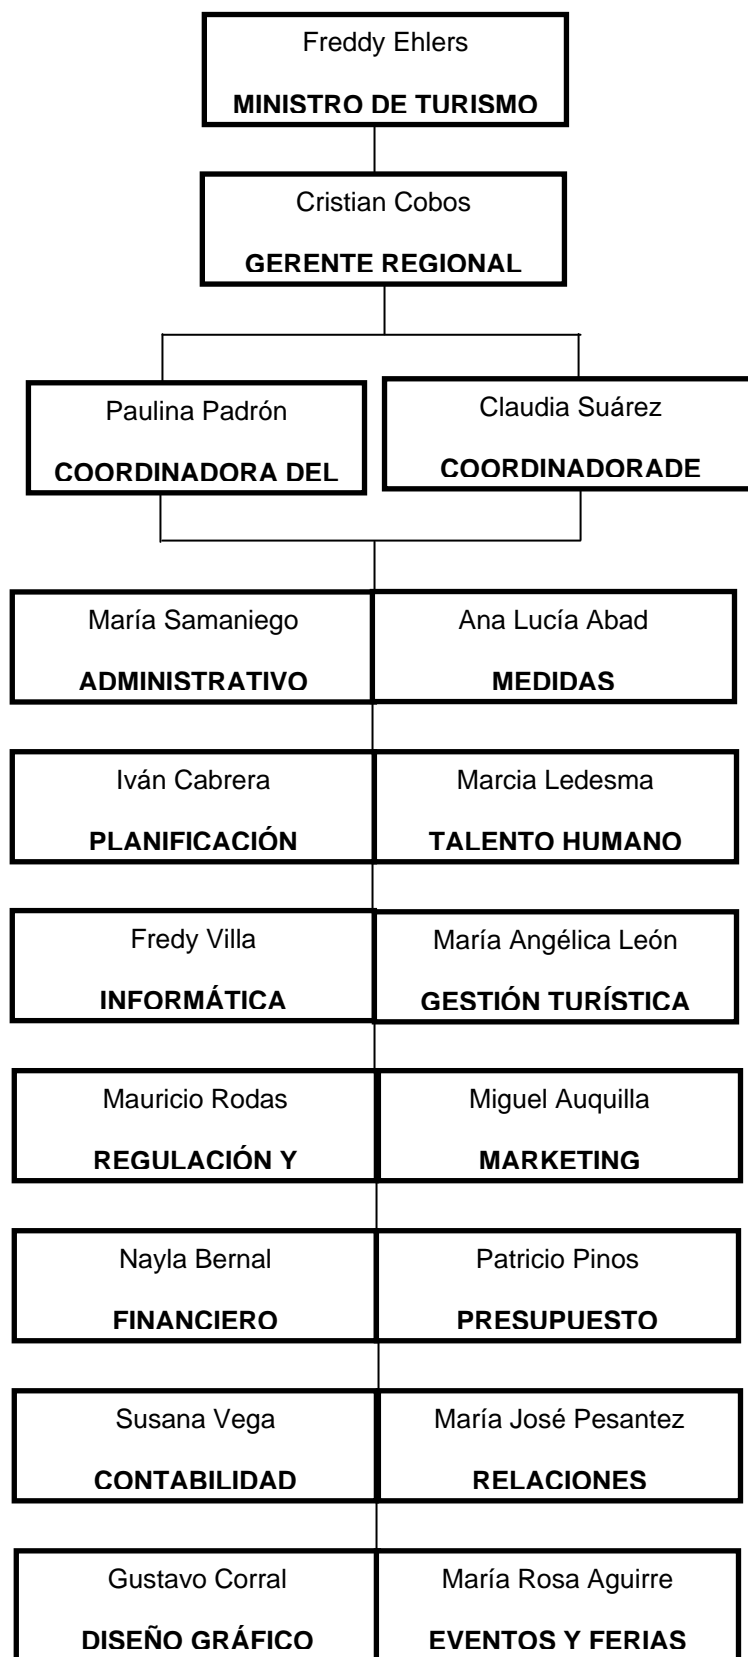 Freddy Ehlers
MINISTRO DE TURISMO
Cristian Cobos
GERENTE REGIONAL
Paulina Padrón
COORDINADORA DEL
Claudia Suárez
COORDINADORADE
María Samaniego
ADMINISTRATIVO
Ana Lucía Abad
MEDIDAS
Iván Cabrera
PLANIFICACIÓN
Marcia Ledesma
TALENTO HUMANO
Fredy Villa
INFORMÁTICA
María Angélica León
GESTIÓN TURÍSTICA
Mauricio Rodas
REGULACIÓN Y
Miguel Auquilla
MARKETING
Nayla Bernal
FINANCIERO
Patricio Pinos
PRESUPUESTO
Susana Vega
CONTABILIDAD
María José Pesantez
RELACIONES
Gustavo Corral
DISEÑO GRÁFICO
María Rosa Aguirre
EVENTOS Y FERIAS